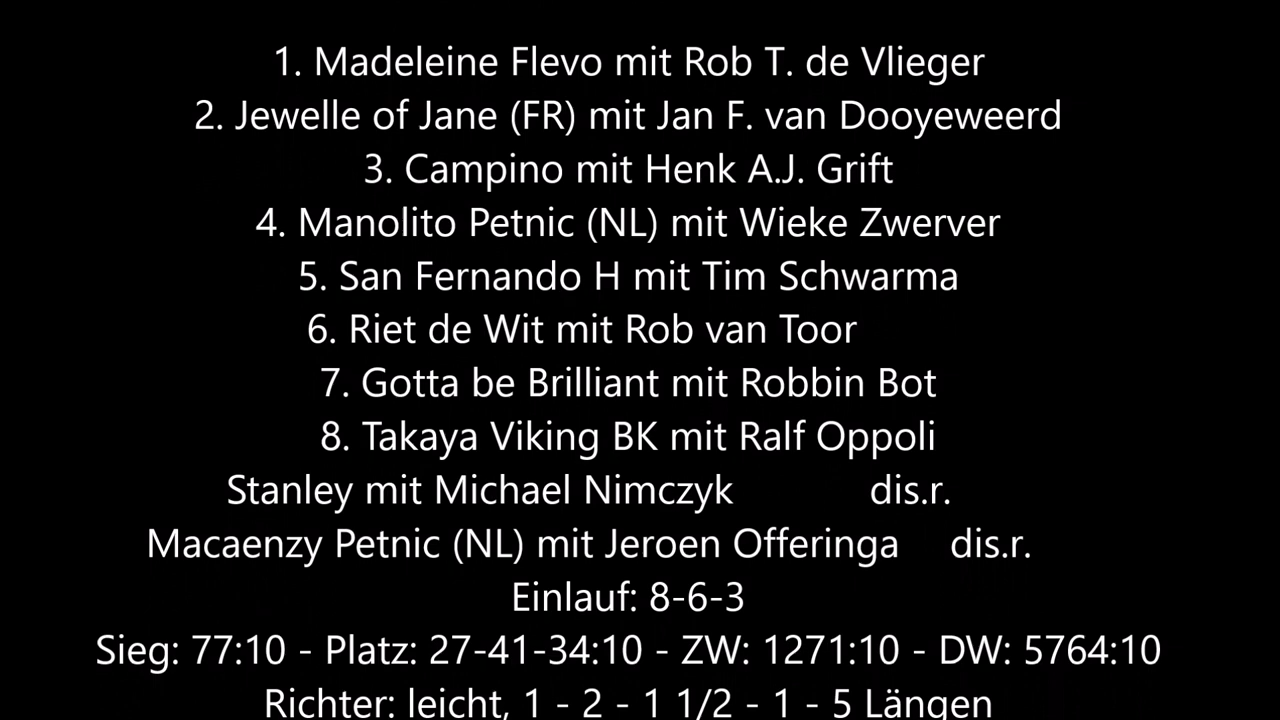 1. Madeleine Flevo mit Rob T. de Vlieger
2. Jewelle of Jane (FR) mit Jan F. van Dooyeweerd
3. Campino mit Henk A.J. Grift
4. Manolito Petnic (NL) mit Wieke Zwerver
5. San Fernando H mit Tim Schwarma
6. Riet de Wit mit Rob van Toor
7. Gotta be Brilliant mit Robbin Bot
8. Takaya Viking BK mit Ralf Oppoli
Stanley mit Michael Nimczyk dis.r.
Macaenzy Petnic (NL) mit Jeroen Offeringa dis.r.
Einlauf: 8-6-3
Sieg: 77:10 - Platz: 27-41-34:10 - ZW: 1271:10 - DW: 5764:10
Richter: leicht, 1 - 2 - 1 1/2 - 1 - 5 Längen